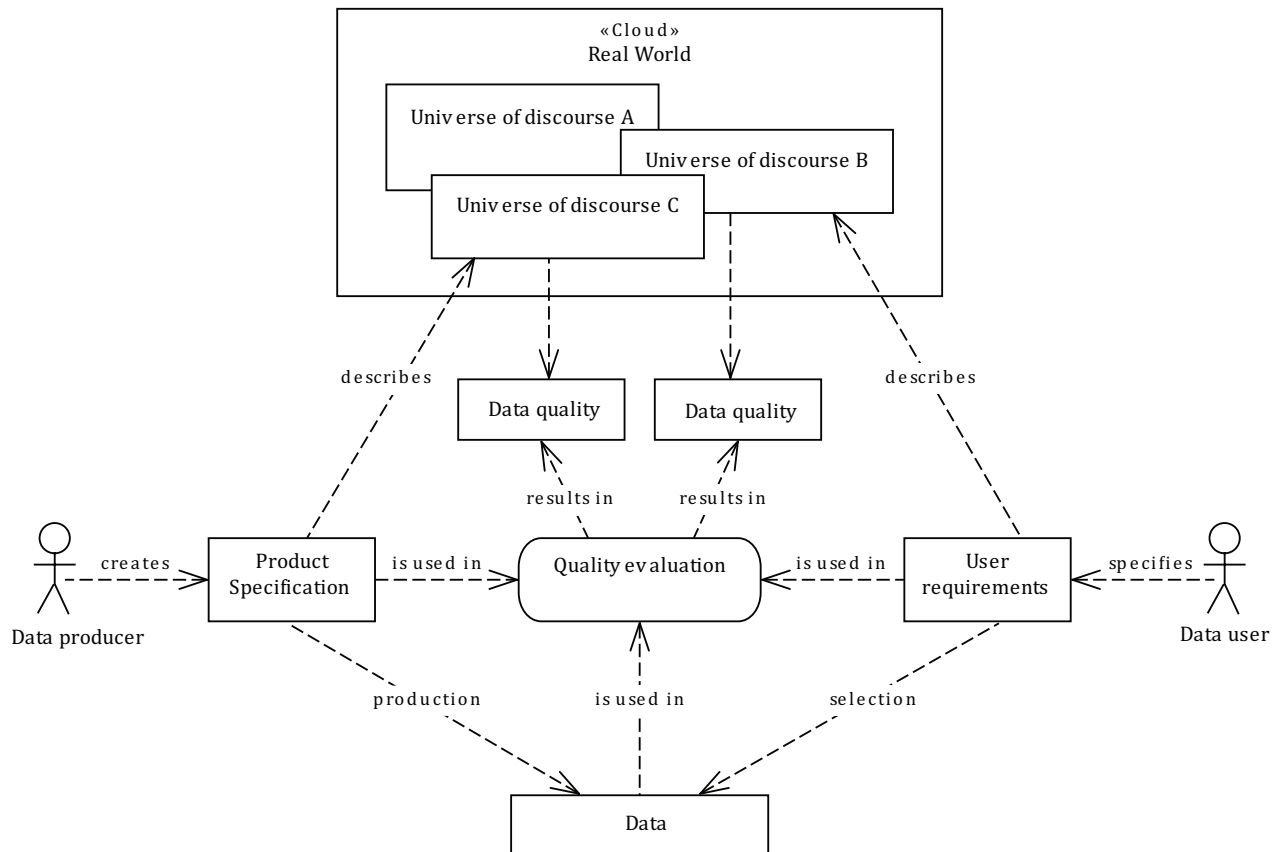 «Cloud»
Real World
Universe of discourse A
Universe of discourse B
Universe of discourse C
describes
describes
Data quality
Data quality
results in
results in
creates
Product
Specification
is used in
Quality evaluation
is used in
User
requirements
specifies
Data producer
Data user
production
is used in
selection
Data